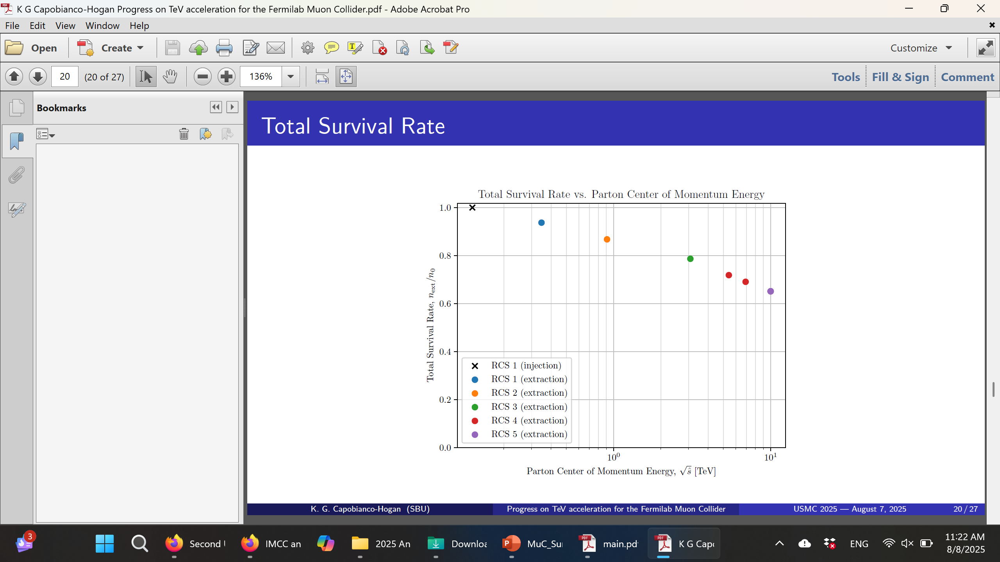 K G Capobianco-Hogan Progress on TeV acceleration for the Fermilab Muon Collider.pdf - Adobe Acrobat Pro
File Edit View Window Help
Open Create Customize
20 (20 of 27) 136% Tools Fill & Sign Comment
Bookmarks
Total Survival Rate
Total Survival Rate vs. Parton Center of Momentum Energy
Total Survival Rate, n_ext/n_0
1.0
0.8
0.6
0.4
0.2
0.0
RCS 1 (injection)
RCS 1 (extraction)
RCS 2 (extraction)
RCS 3 (extraction)
RCS 4 (extraction)
RCS 5 (extraction)
10^0 10^1
Parton Center of Momentum Energy, √ŝ [TeV]
K. G. Capobianco-Hogan (SBU) Progress on TeV acceleration for the Fermilab Muon Collider USMC 2025 — August 7, 2025 20 / 27
3 Second IMCC an 2025 An Downloa MuC_Su main.pd K G Cap ENG 11:22 AM
8/8/2025